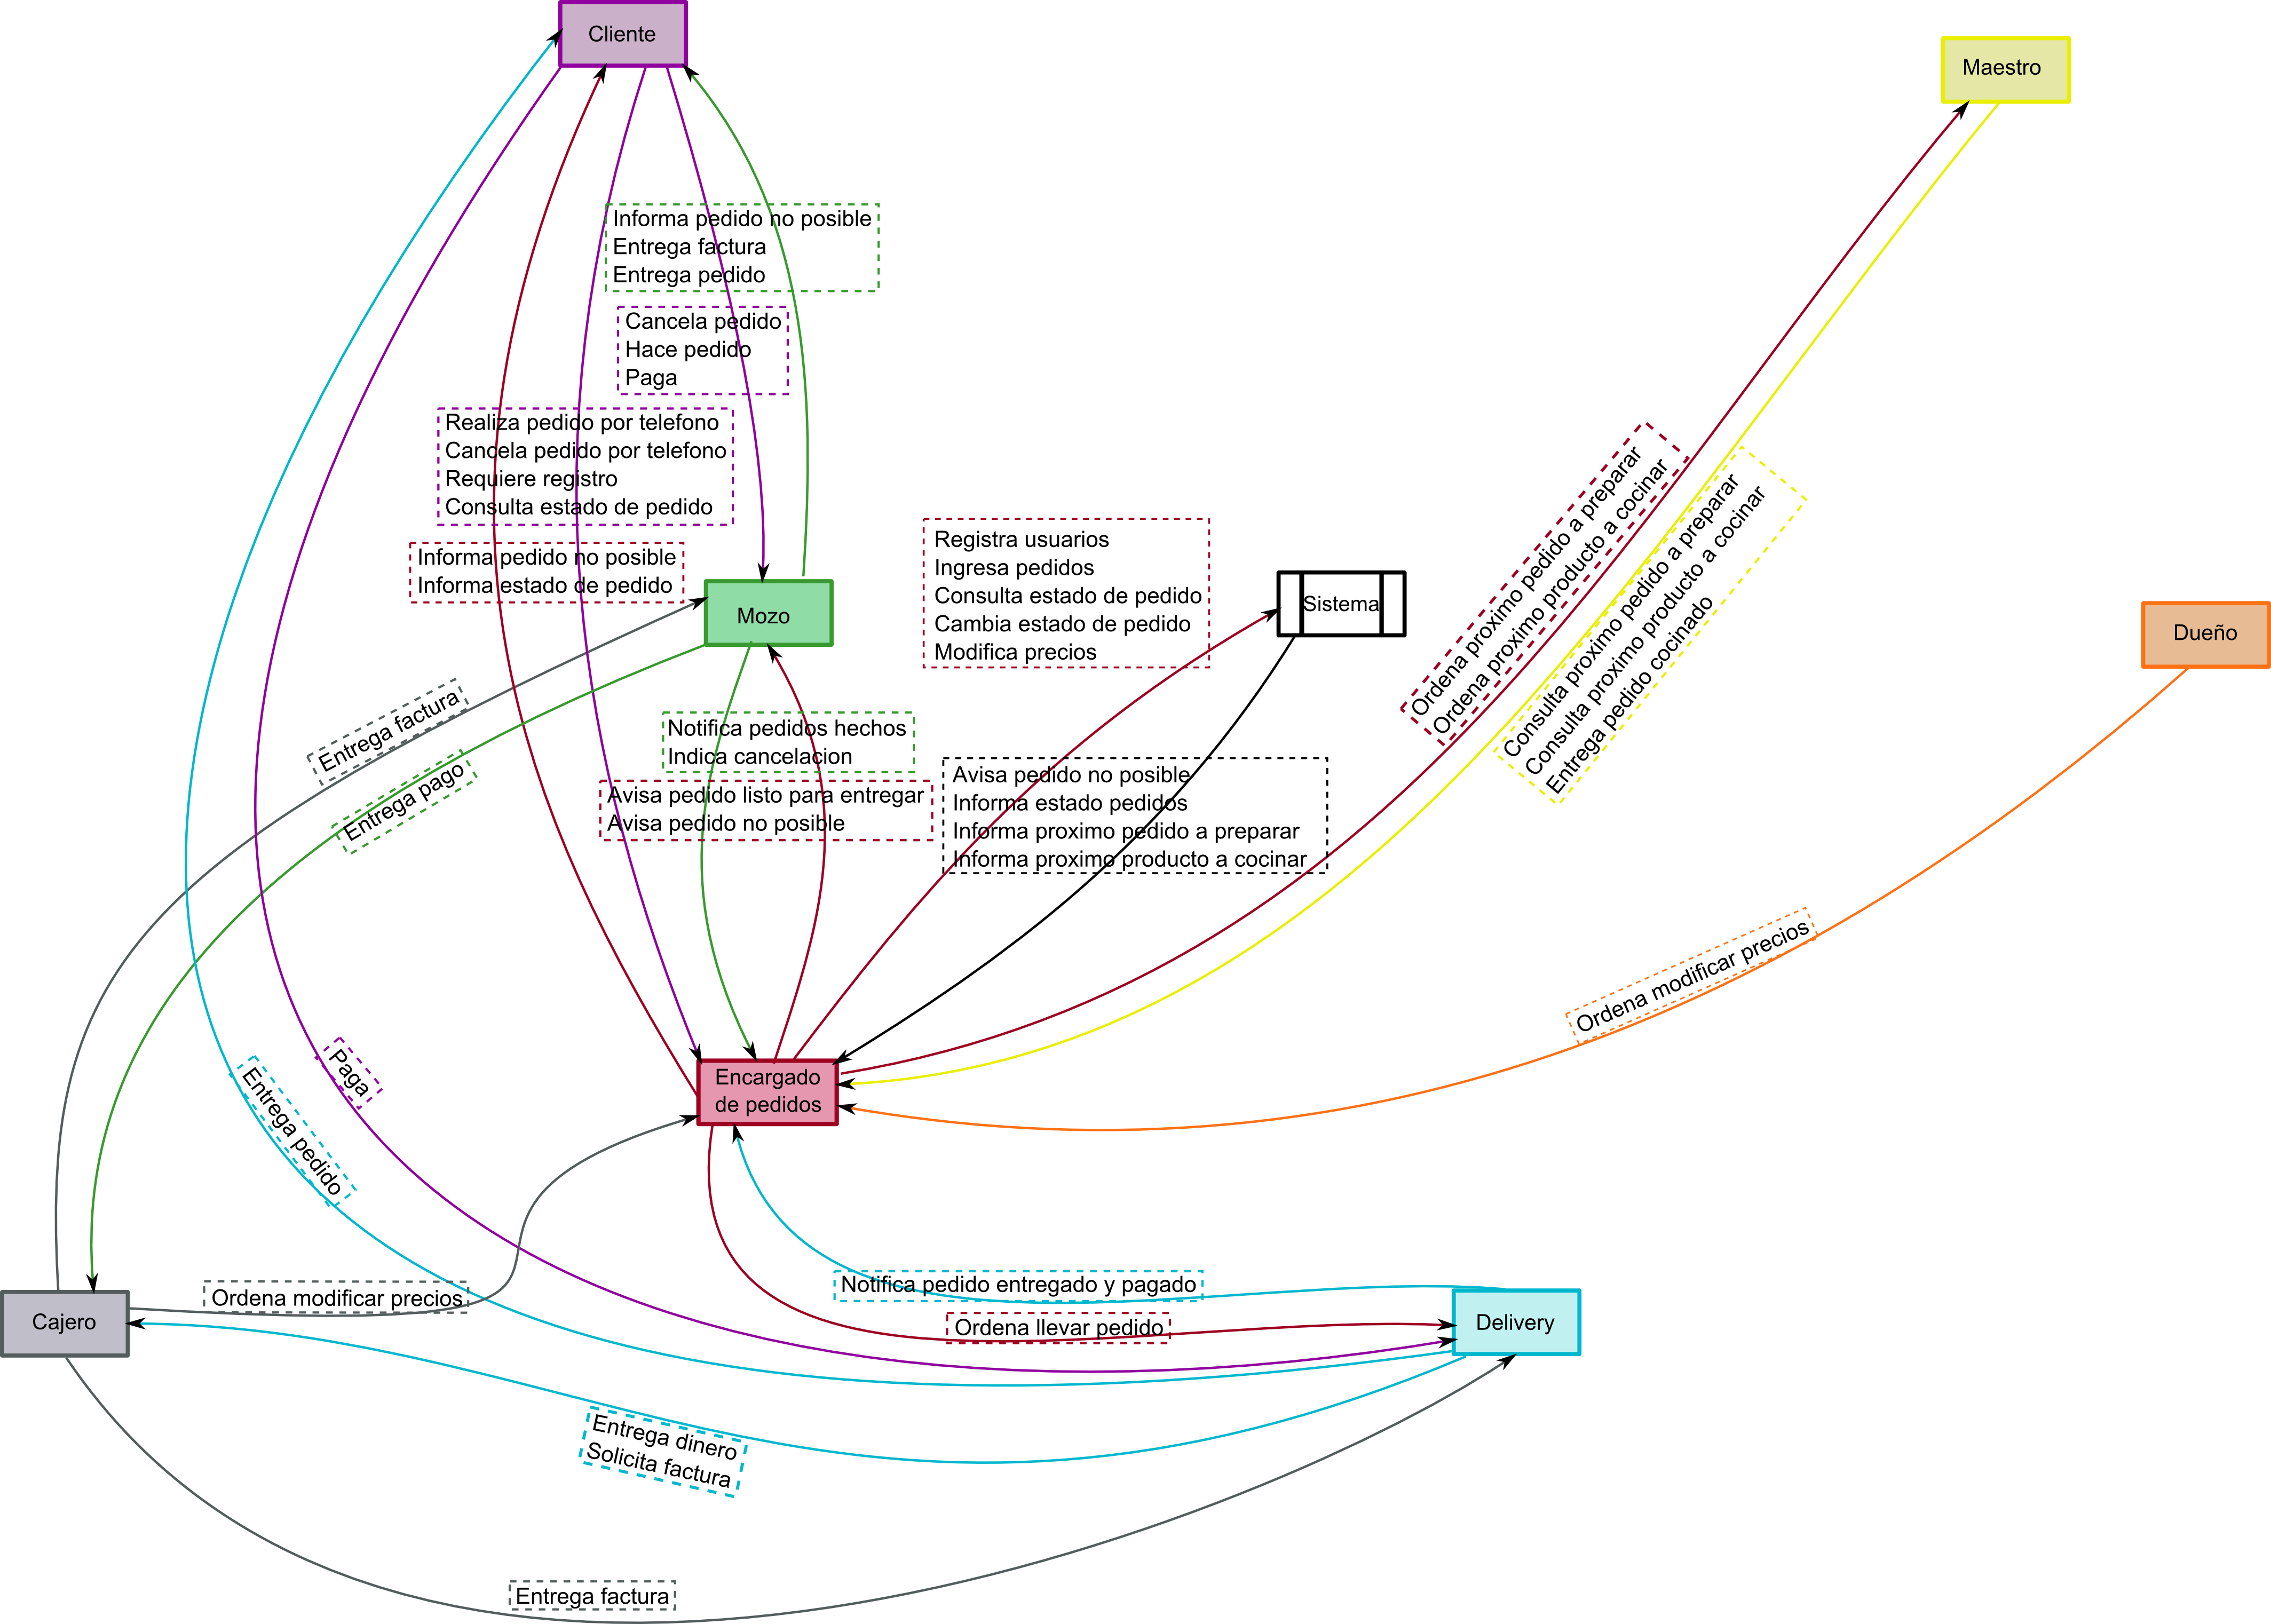 Cliente
Maestro
Informa pedido no posible
Entrega factura
Entrega pedido
Cancela pedido
Hace pedido
Paga
Realiza pedido por telefono
Cancela pedido por telefono
Requiere registro
Consulta estado de pedido
Informa pedido no posible
Informa estado de pedido
Mozo
Registra usuarios
Ingresa pedidos
Consulta estado de pedido
Cambia estado de pedido
Modifica precios
Sistema
Ordena proximo pedido a preparar
Ordena proximo producto a cocinar
Consulta proximo pedido a preparar
Consulta proximo producto a cocinar
Entrega pedido cocinado
Dueño
Entrega factura
Entrega pago
Notifica pedidos hechos
Indica cancelacion
Avisa pedido listo para entregar
Avisa pedido no posible
Avisa pedido no posible
Informa estado pedidos
Informa proximo pedido a preparar
Informa proximo producto a cocinar
Ordena modificar precios
Paga
Entrega pedido
Encargado
de pedidos
Notifica pedido entregado y pagado
Ordena modificar precios
Ordena llevar pedido
Cajero
Delivery
Entrega dinero
Solicita factura
Entrega factura